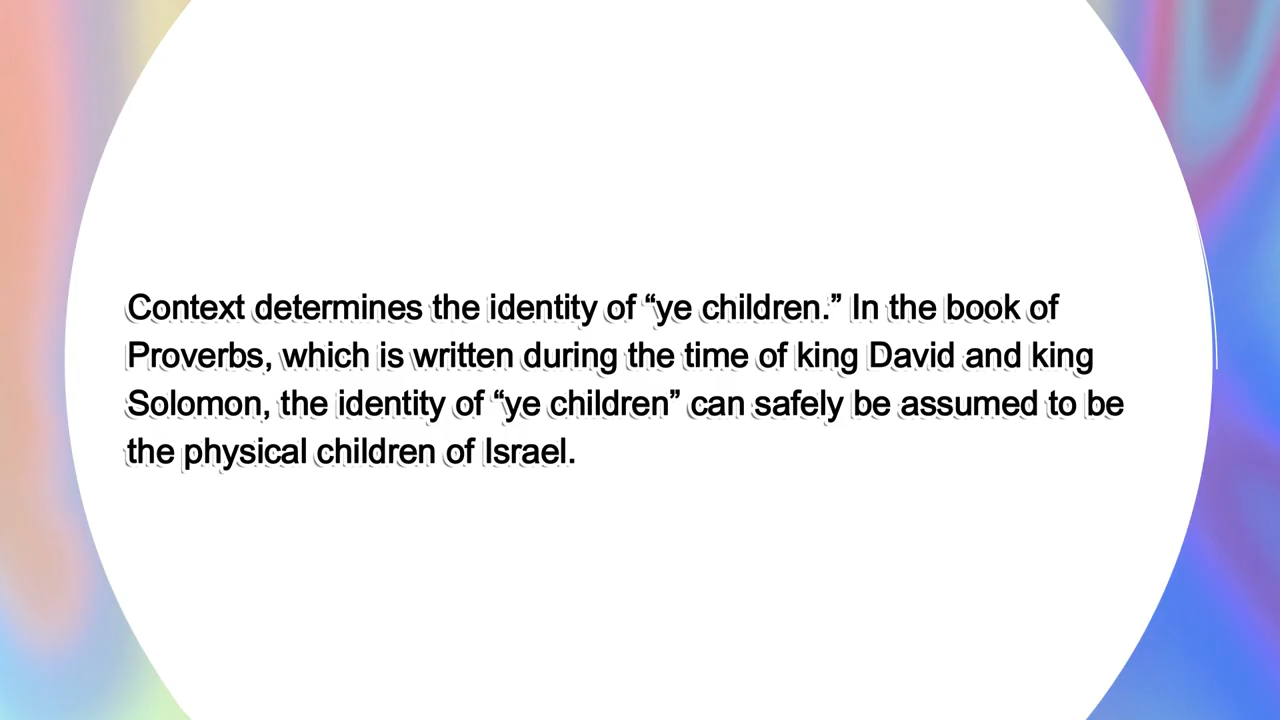 Context determines the identity of “ye children.” In the book of
Proverbs, which is written during the time of king David and king
Solomon, the identity of “ye children” can safely be assumed to be
the physical children of Israel.